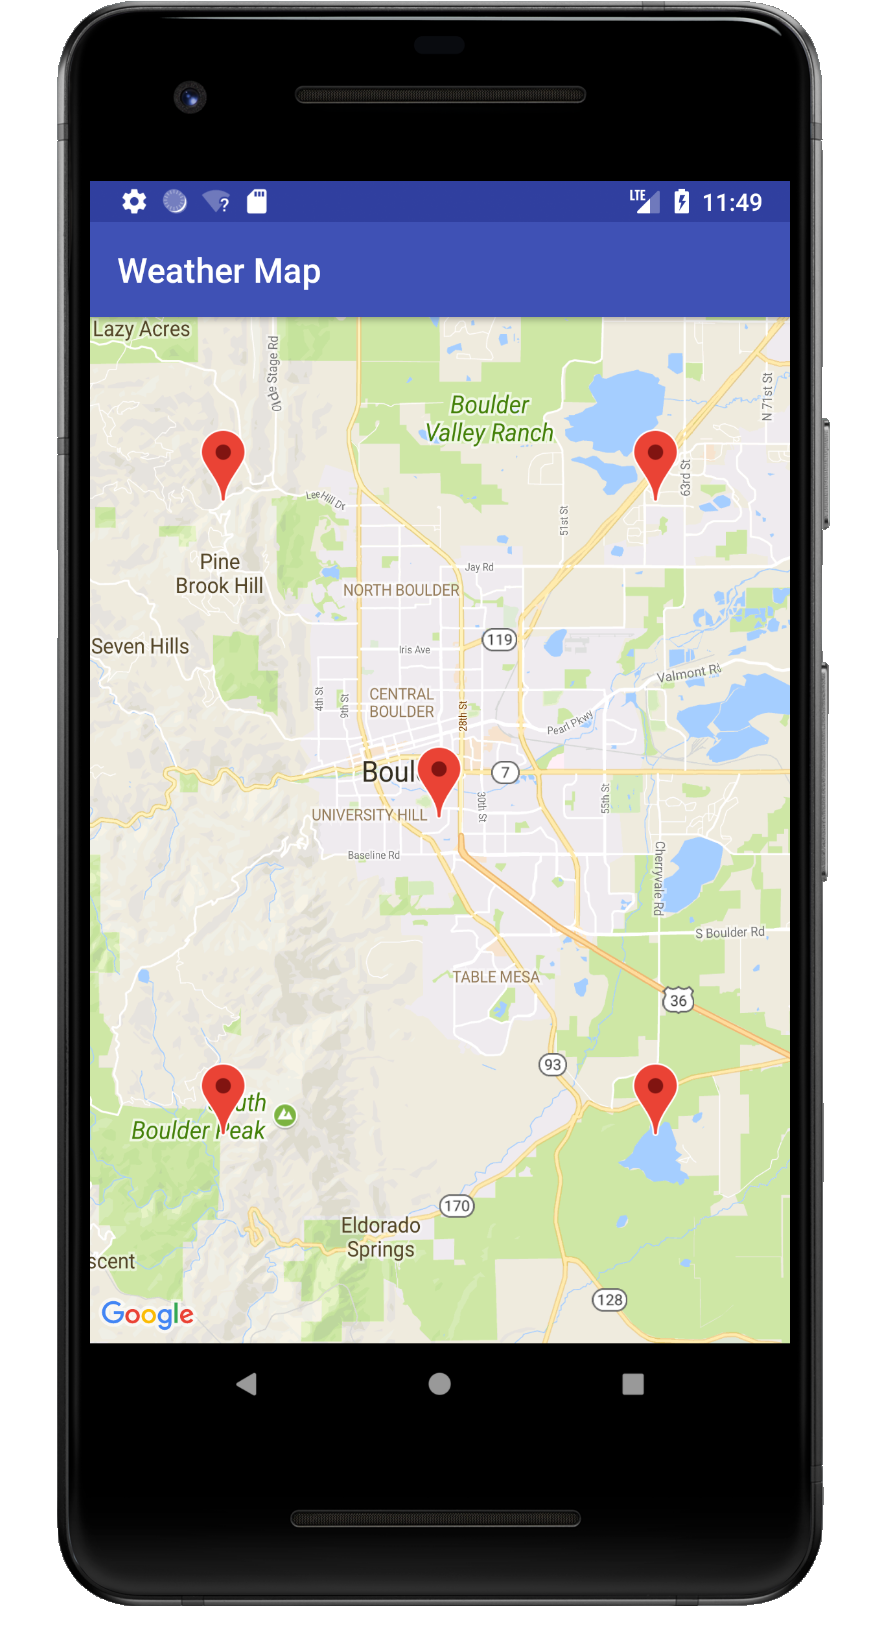 LTE
11:49
Weather Map
Lazy Acres
Stage Rd
Boulder
Valley Ranch
N 71st St
63rd St
Lee Hill Dr
51st St
Pine
Brook Hill
Jay Rd
NORTH BOULDER
119
Iris Ave
Seven Hills
Valmont Rd
4th St
9th St
CENTRAL
BOULDER
28th St
Pearl Pkwy
Boul
7
30th St
55th St
UNIVERSITY HILL
Baseline Rd
Cherryvale Rd
S Boulder Rd
TABLE MESA
36
93
uth
Boulder Peak
170
Eldorado
Springs
scent
128
Google